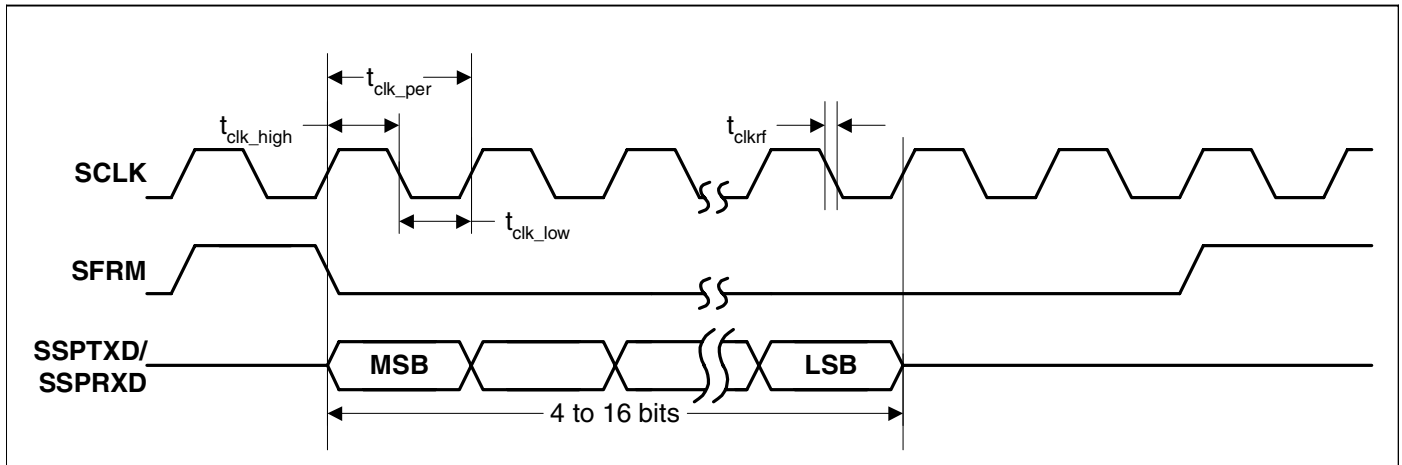 t_clk_per
t_clk_high
t_clkrf
SCLK
t_clk_low
SFRM
SSPTXD/
SSPRXD
MSB
LSB
4 to 16 bits